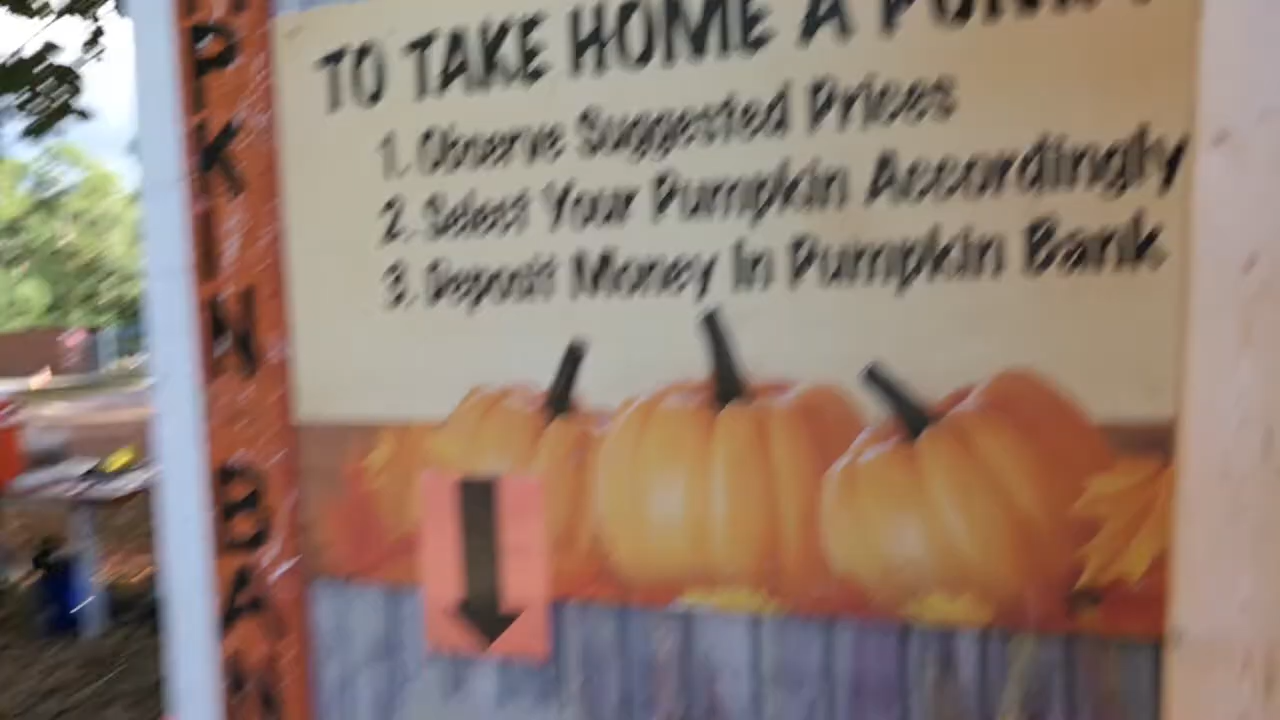 TO TAKE HOME A
1. Observe Suggested Prices
2. Select Your Pumpkin Accordingly
3. Deposit Money In Pumpkin Bank
P
K
I
N
B
A